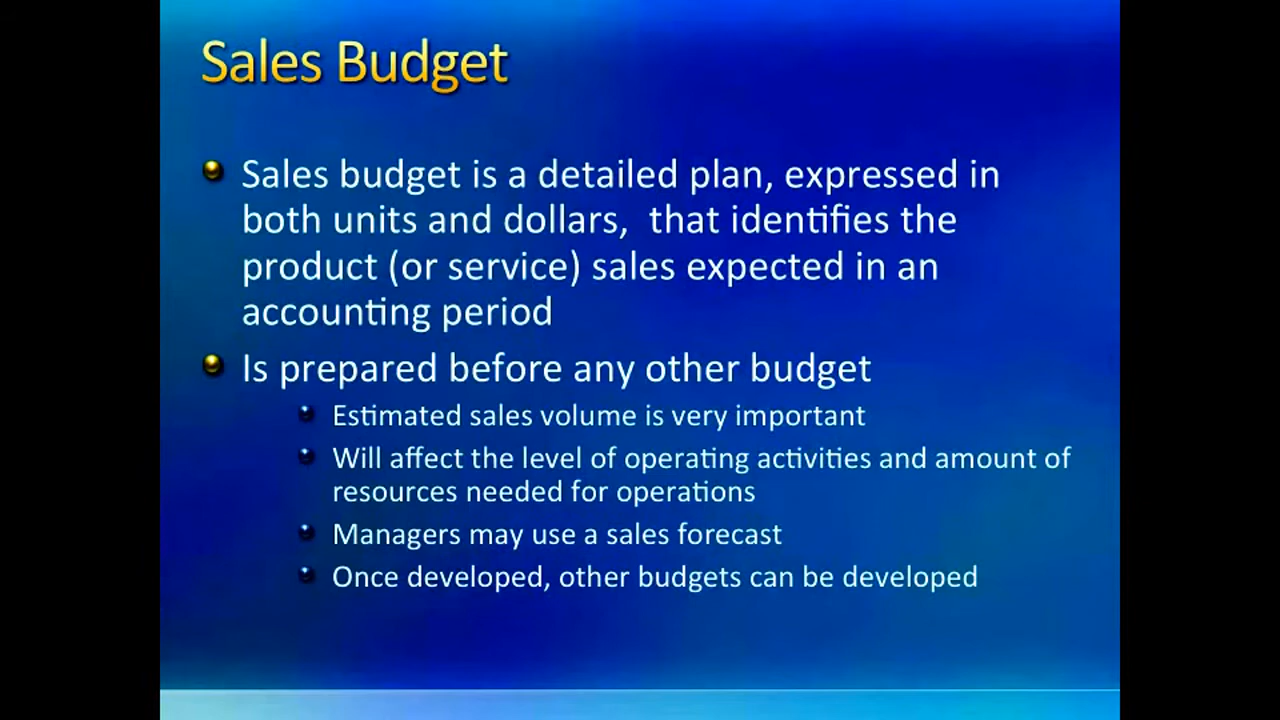 Sales Budget
Sales budget is a detailed plan, expressed in
both units and dollars,  that identifies the
product (or service) sales expected in an
accounting period
Is prepared before any other budget
Estimated sales volume is very important
Will affect the level of operating activities and amount of
resources needed for operations
Managers may use a sales forecast
Once developed, other budgets can be developed